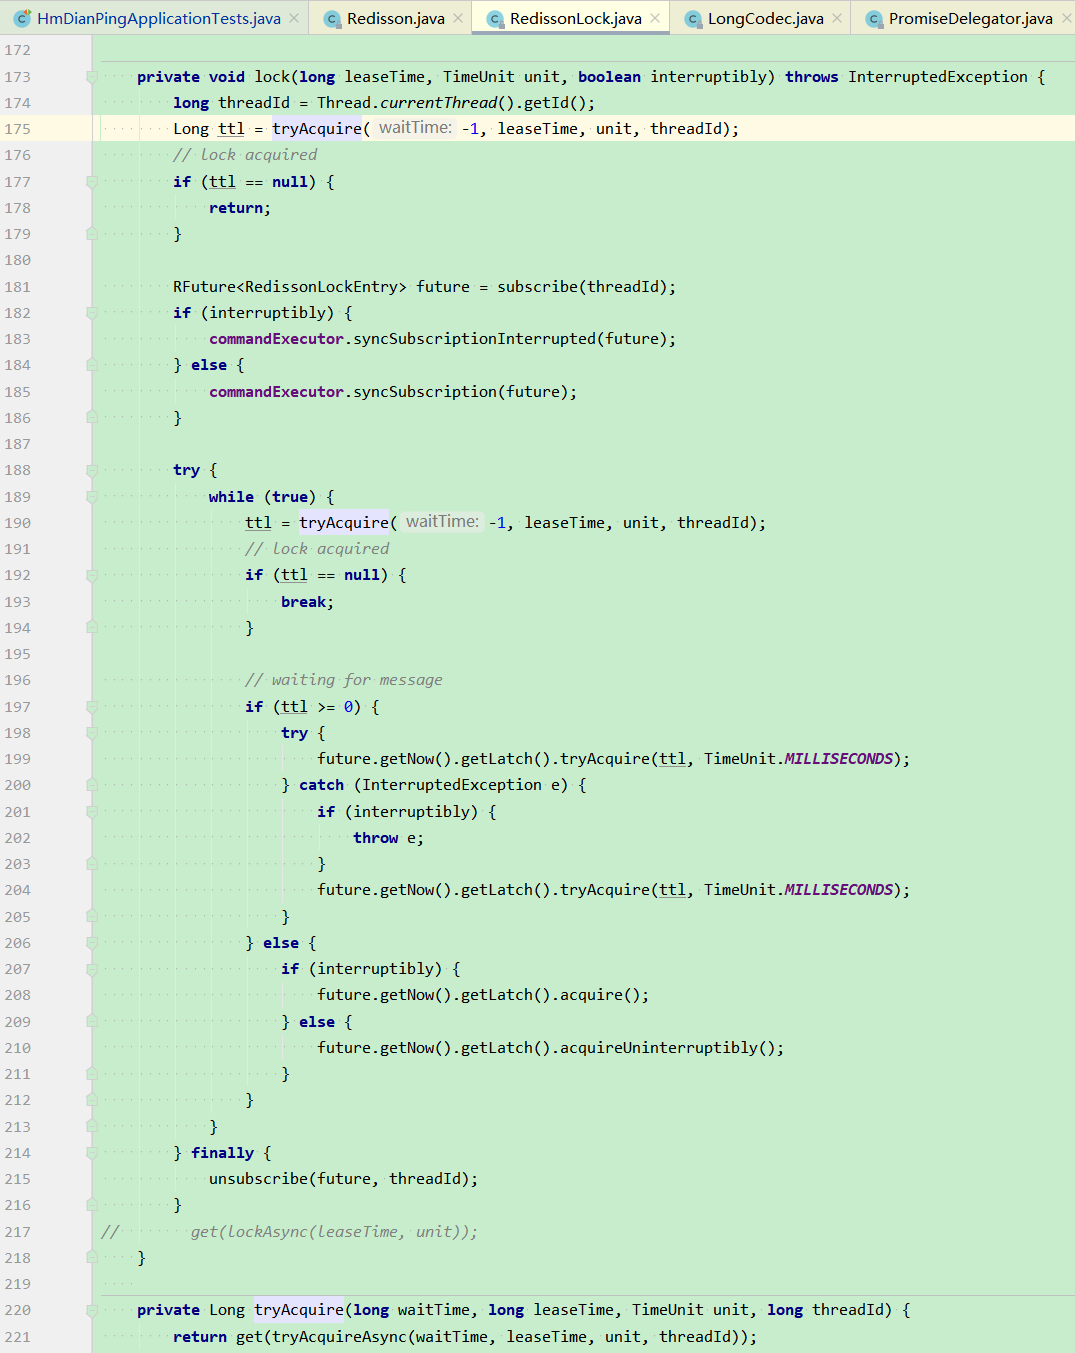 HmDianPingApplicationTests.java × Redisson.java × RedissonLock.java × LongCodec.java × PromiseDelegator.java ×
172
173 private void lock(long leaseTime, TimeUnit unit, boolean interruptibly) throws InterruptedException {
174 long threadId = Thread.currentThread().getId();
175 Long ttl = tryAcquire( waitTime: -1, leaseTime, unit, threadId);
176 // lock acquired
177 if (ttl == null) {
178 return;
179 }
180
181 RFuture<RedissonLockEntry> future = subscribe(threadId);
182 if (interruptibly) {
183 commandExecutor.syncSubscriptionInterrupted(future);
184 } else {
185 commandExecutor.syncSubscription(future);
186 }
187
188 try {
189 while (true) {
190 ttl = tryAcquire( waitTime: -1, leaseTime, unit, threadId);
191 // lock acquired
192 if (ttl == null) {
193 break;
194 }
195
196 // waiting for message
197 if (ttl >= 0) {
198 try {
199 future.getNow().getLatch().tryAcquire(ttl, TimeUnit.MILLISECONDS);
200 } catch (InterruptedException e) {
201 if (interruptibly) {
202 throw e;
203 }
204 future.getNow().getLatch().tryAcquire(ttl, TimeUnit.MILLISECONDS);
205 }
206 } else {
207 if (interruptibly) {
208 future.getNow().getLatch().acquire();
209 } else {
210 future.getNow().getLatch().acquireUninterruptibly();
211 }
212 }
213 }
214 } finally {
215 unsubscribe(future, threadId);
216 }
217 // get(lockAsync(leaseTime, unit));
218 }
219
220 private Long tryAcquire(long waitTime, long leaseTime, TimeUnit unit, long threadId) {
221 return get(tryAcquireAsync(waitTime, leaseTime, unit, threadId));